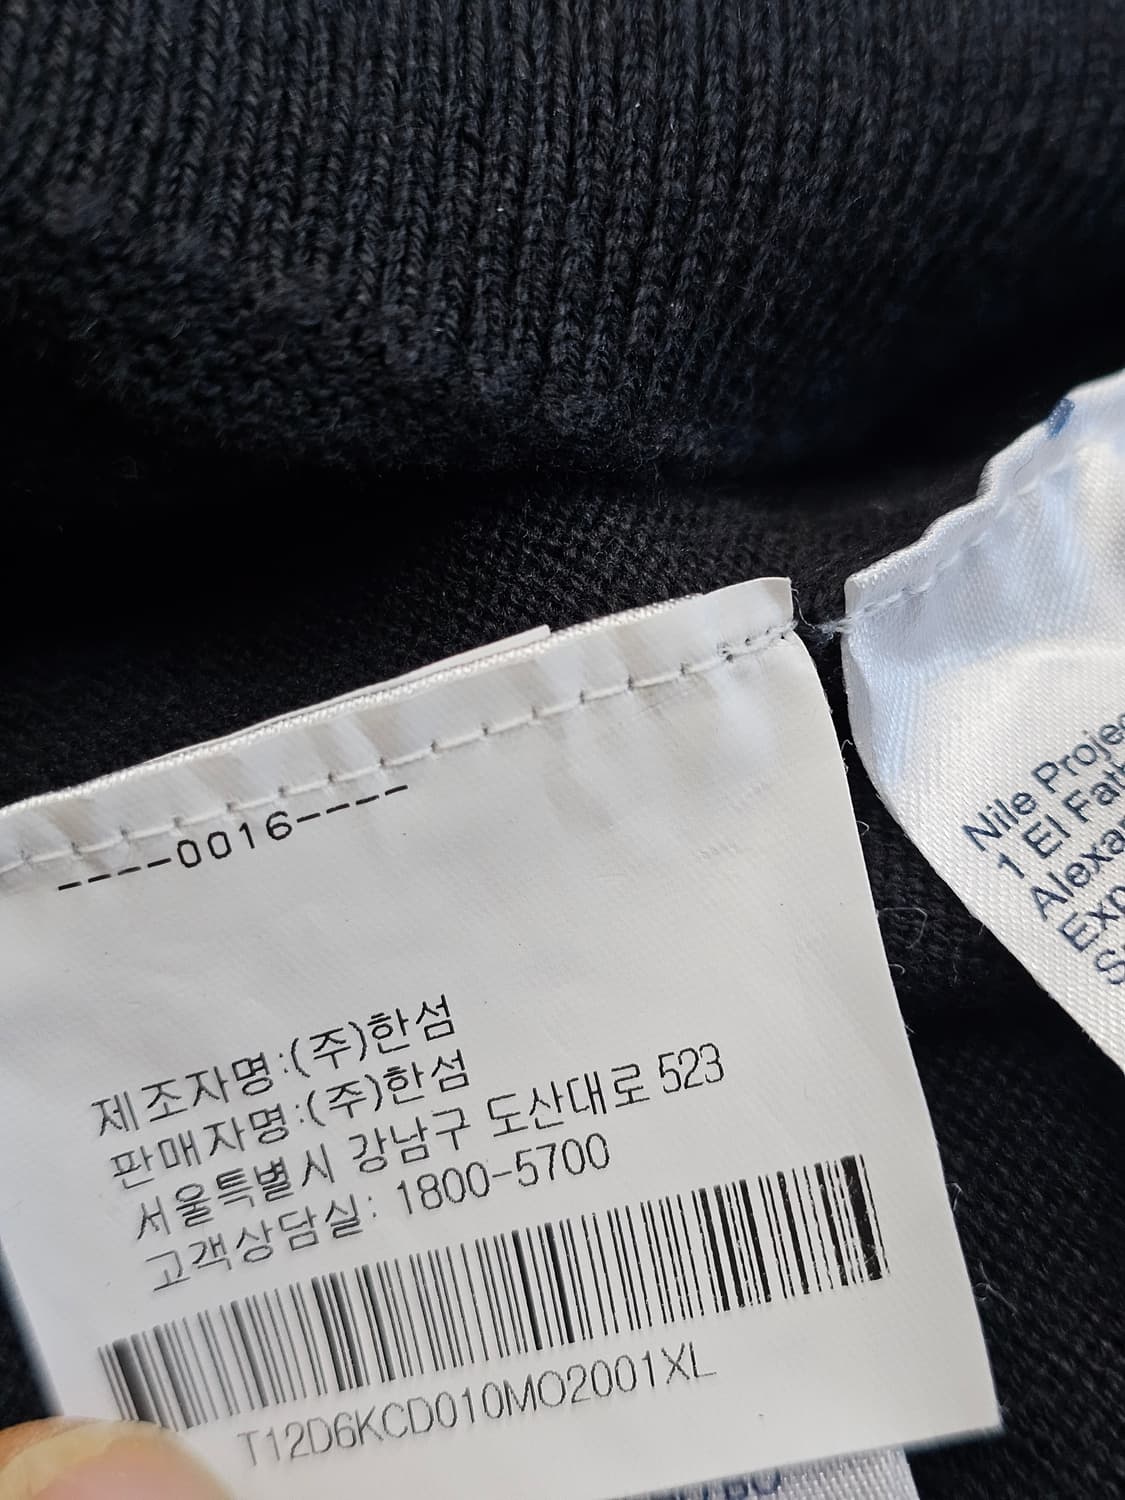 ----0016----
제조자명:(주)한섬
판매자명:(주)한섬
서울특별시 강남구 도산대로 523
고객상담실: 1800-5700
T12D6KCD010MO2001XL
Nile Projec
1 El Fat
Alexa
Exp